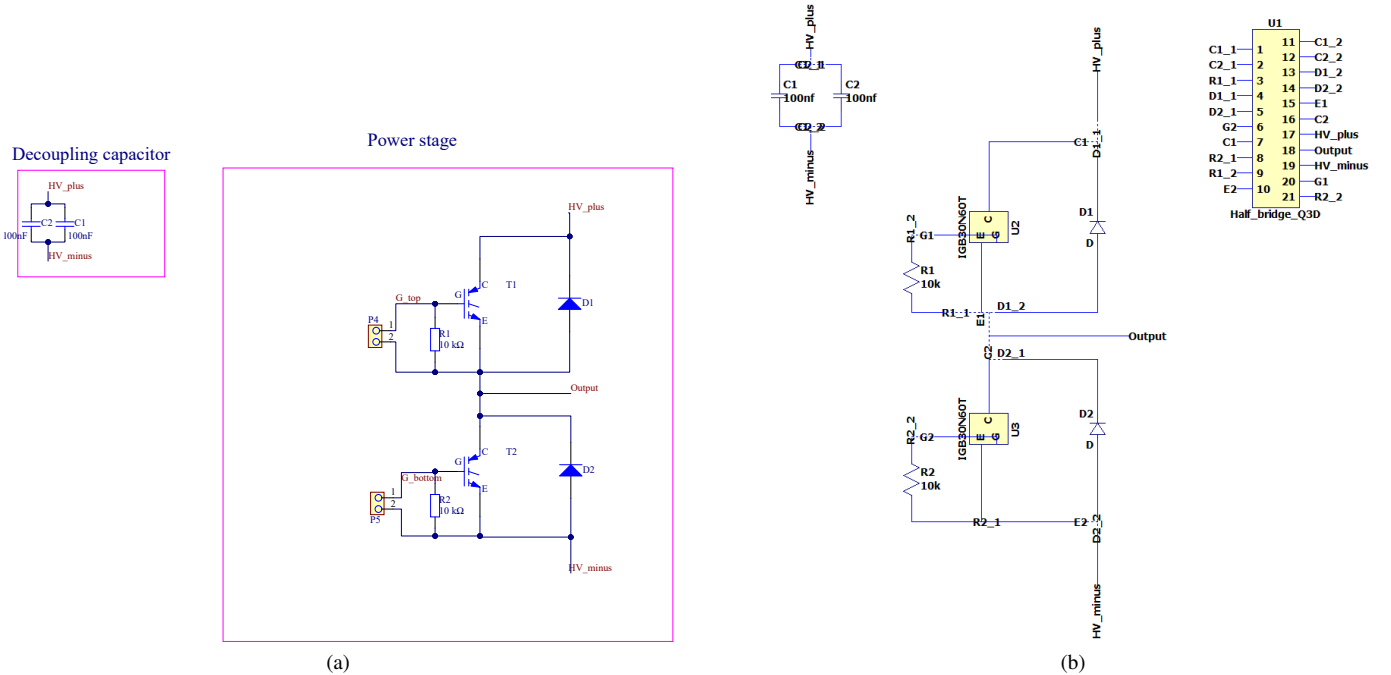 Decoupling capacitor
HV_plus
C2
C1
100nF
100nF
HV_minus
Power stage
HV_plus
C
T1
G_top
G
D1
P4
1
2
E
R1
10 kΩ
Output
C
T2
G
D2
G_bottom
1
2
E
R2
10 kΩ
P5
HV_minus
(a)
HV_plus
C1
100nf
C2
100nf
HV_minus
HV_plus
C1
D1_1
R1_2
G1
IGB30N60T
C
E
G
U2
D1
D
R1
10k
R1_1
E1
D1_2
Output
C2
D2_1
R2_2
G2
IGB30N60T
C
E
G
U3
D2
D
R2
10k
R2_1
E2
D2_2
HV_minus
U1
C1_1 1 11 C1_2
C2_1 2 12 C2_2
R1_1 3 13 D1_2
D1_1 4 14 D2_2
D2_1 5 15 E1
G2 6 16 C2
C1 7 17 HV_plus
R2_1 8 18 Output
R1_2 9 19 HV_minus
E2 10 20 G1
21 R2_2
Half_bridge_Q3D
(b)